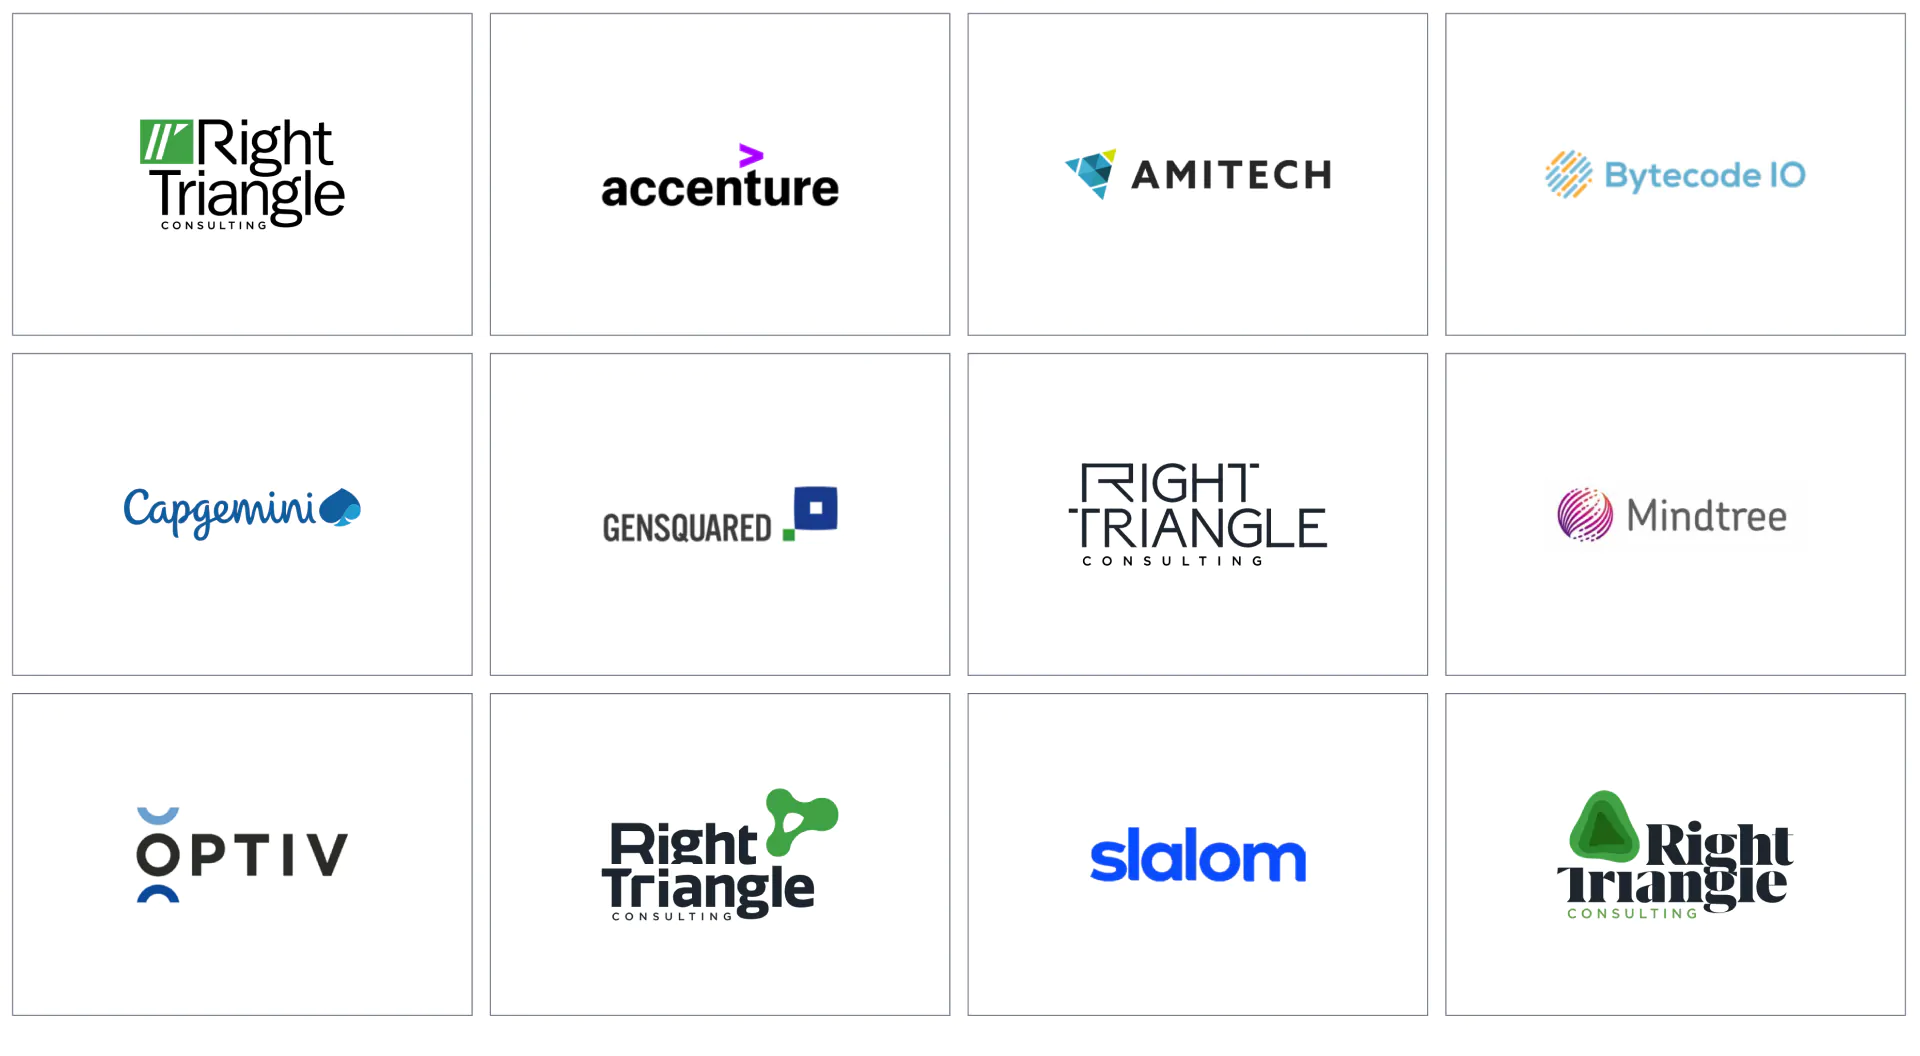 Right
Triangle
CONSULTING
accenture
AMITECH
Bytecode IO
Capgemini
GENSQUARED
RIGHT
TRIANGLE
CONSULTING
Mindtree
OPTIV
Right
Triangle
CONSULTING
slalom
Right
Triangle
CONSULTING